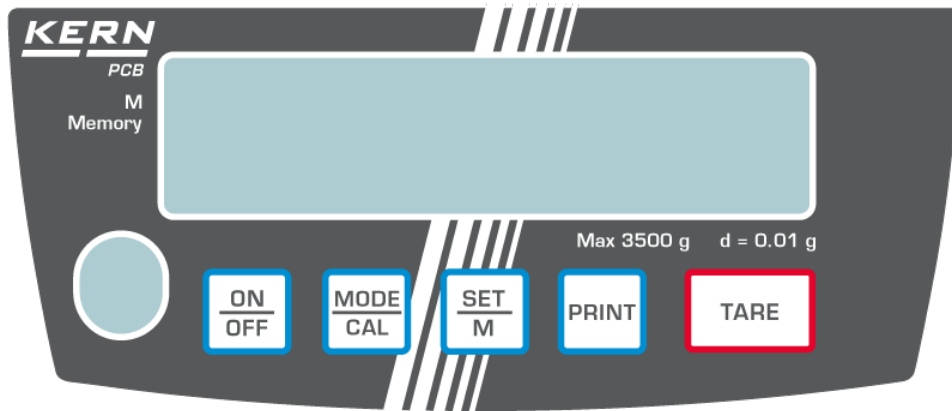 KERN
PCB
M
Memory
Max 3500 g d = 0.01 g
ON
OFF
MODE
CAL
SET
M
PRINT
TARE